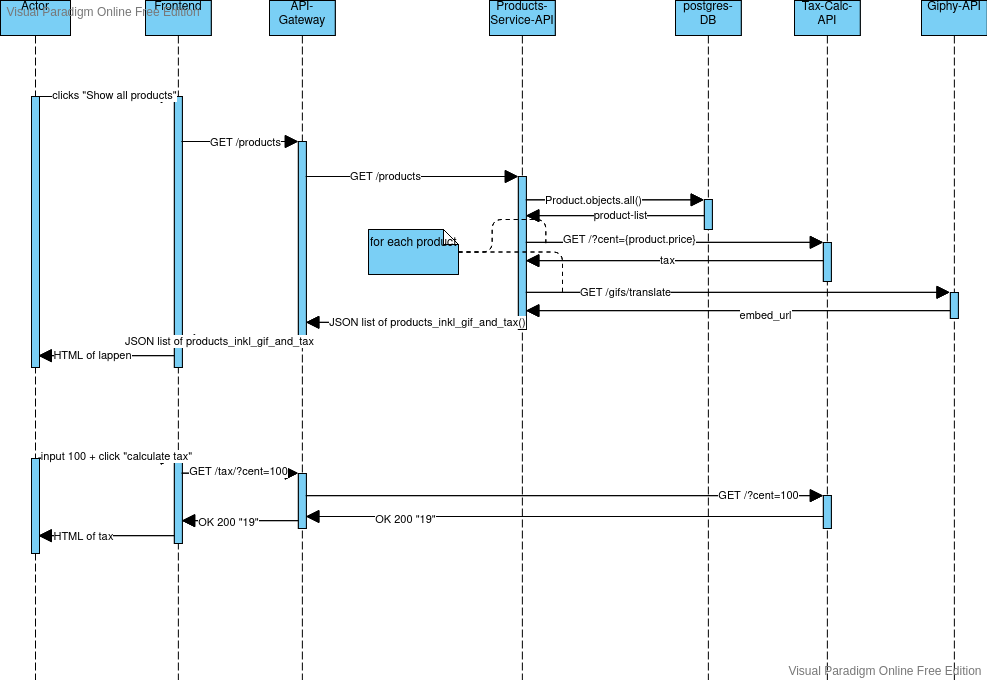 Visual Paradigm Online Free Edition
Actor
Frontend
API-
Gateway
Products-
Service-API
postgres-
DB
Tax-Calc-
API
Giphy-API
clicks "Show all products"
GET /products
GET /products
Product.objects.all()
product-list
for each product
GET /?cent={product.price}
tax
GET /gifs/translate
embed_url
JSON list of products_inkl_gif_and_tax()
JSON list of products_inkl_gif_and_tax
HTML of lappen
input 100 + click "calculate tax"
GET /tax/?cent=100
GET /?cent=100
OK 200 "19"
OK 200 "19"
HTML of tax
Visual Paradigm Online Free Edition